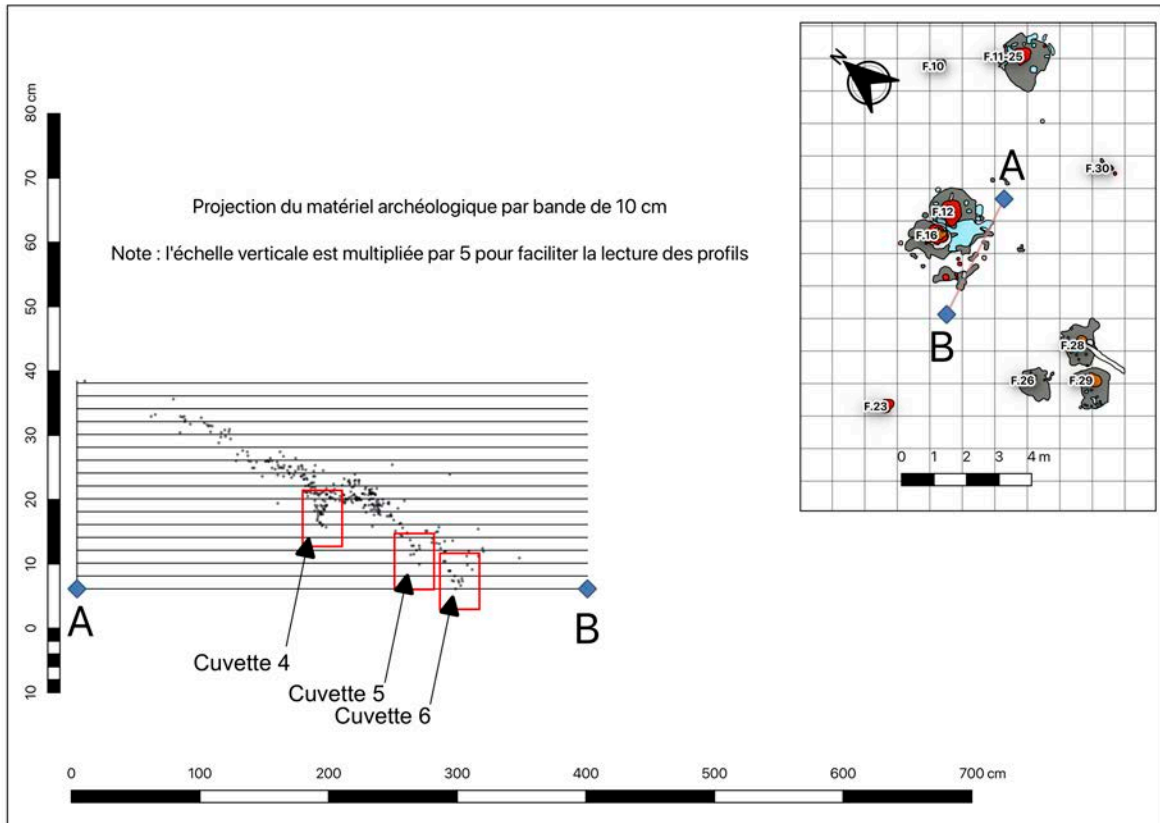 80 cm
70
60
50
40
30
20
10
0
10
Projection du matériel archéologique par bande de 10 cm
Note : l'échelle verticale est multipliée par 5 pour faciliter la lecture des profils
A
B
Cuvette 4
Cuvette 5
Cuvette 6
0 100 200 300 400 500 600 700 cm
N
F.10
F.11-25
A
F.30
F.12
F.16
B
F.28
F.26
F.29
F.23
0 1 2 3 4 m